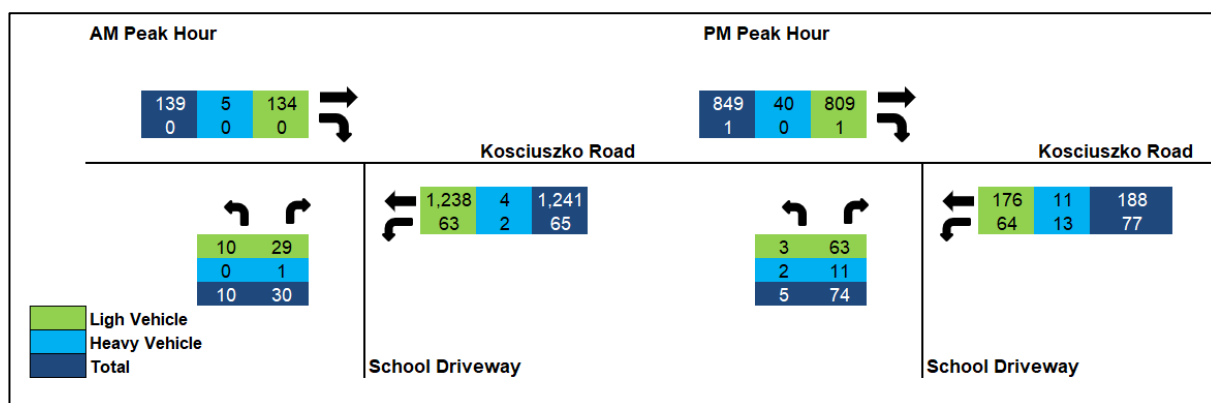 AM Peak Hour
PM Peak Hour
139 5 134
0 0 0
849 40 809
1 0 1
Kosciuszko Road
Kosciuszko Road
1,238 4 1,241
63 2 65
176 11 188
64 13 77
10 29
0 1
10 30
3 63
2 11
5 74
Ligh Vehicle
Heavy Vehicle
Total
School Driveway
School Driveway